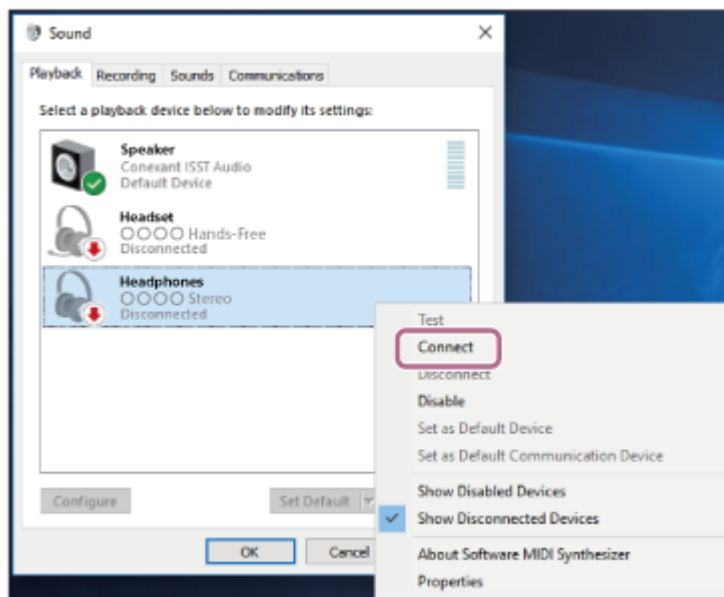 Sound
Playback Recording Sounds Communications
Select a playback device below to modify its settings:
Speaker
Conexant ISST Audio
Default Device
Headset
○○○○ Hands-Free
Disconnected
Headphones
○○○○ Stereo
Disconnected
Test
Connect
Disconnect
Disable
Set as Default Device
Set as Default Communication Device
Show Disabled Devices
Show Disconnected Devices
About Software MIDI Synthesizer
Properties
Configure
Set Default
OK
Cancel